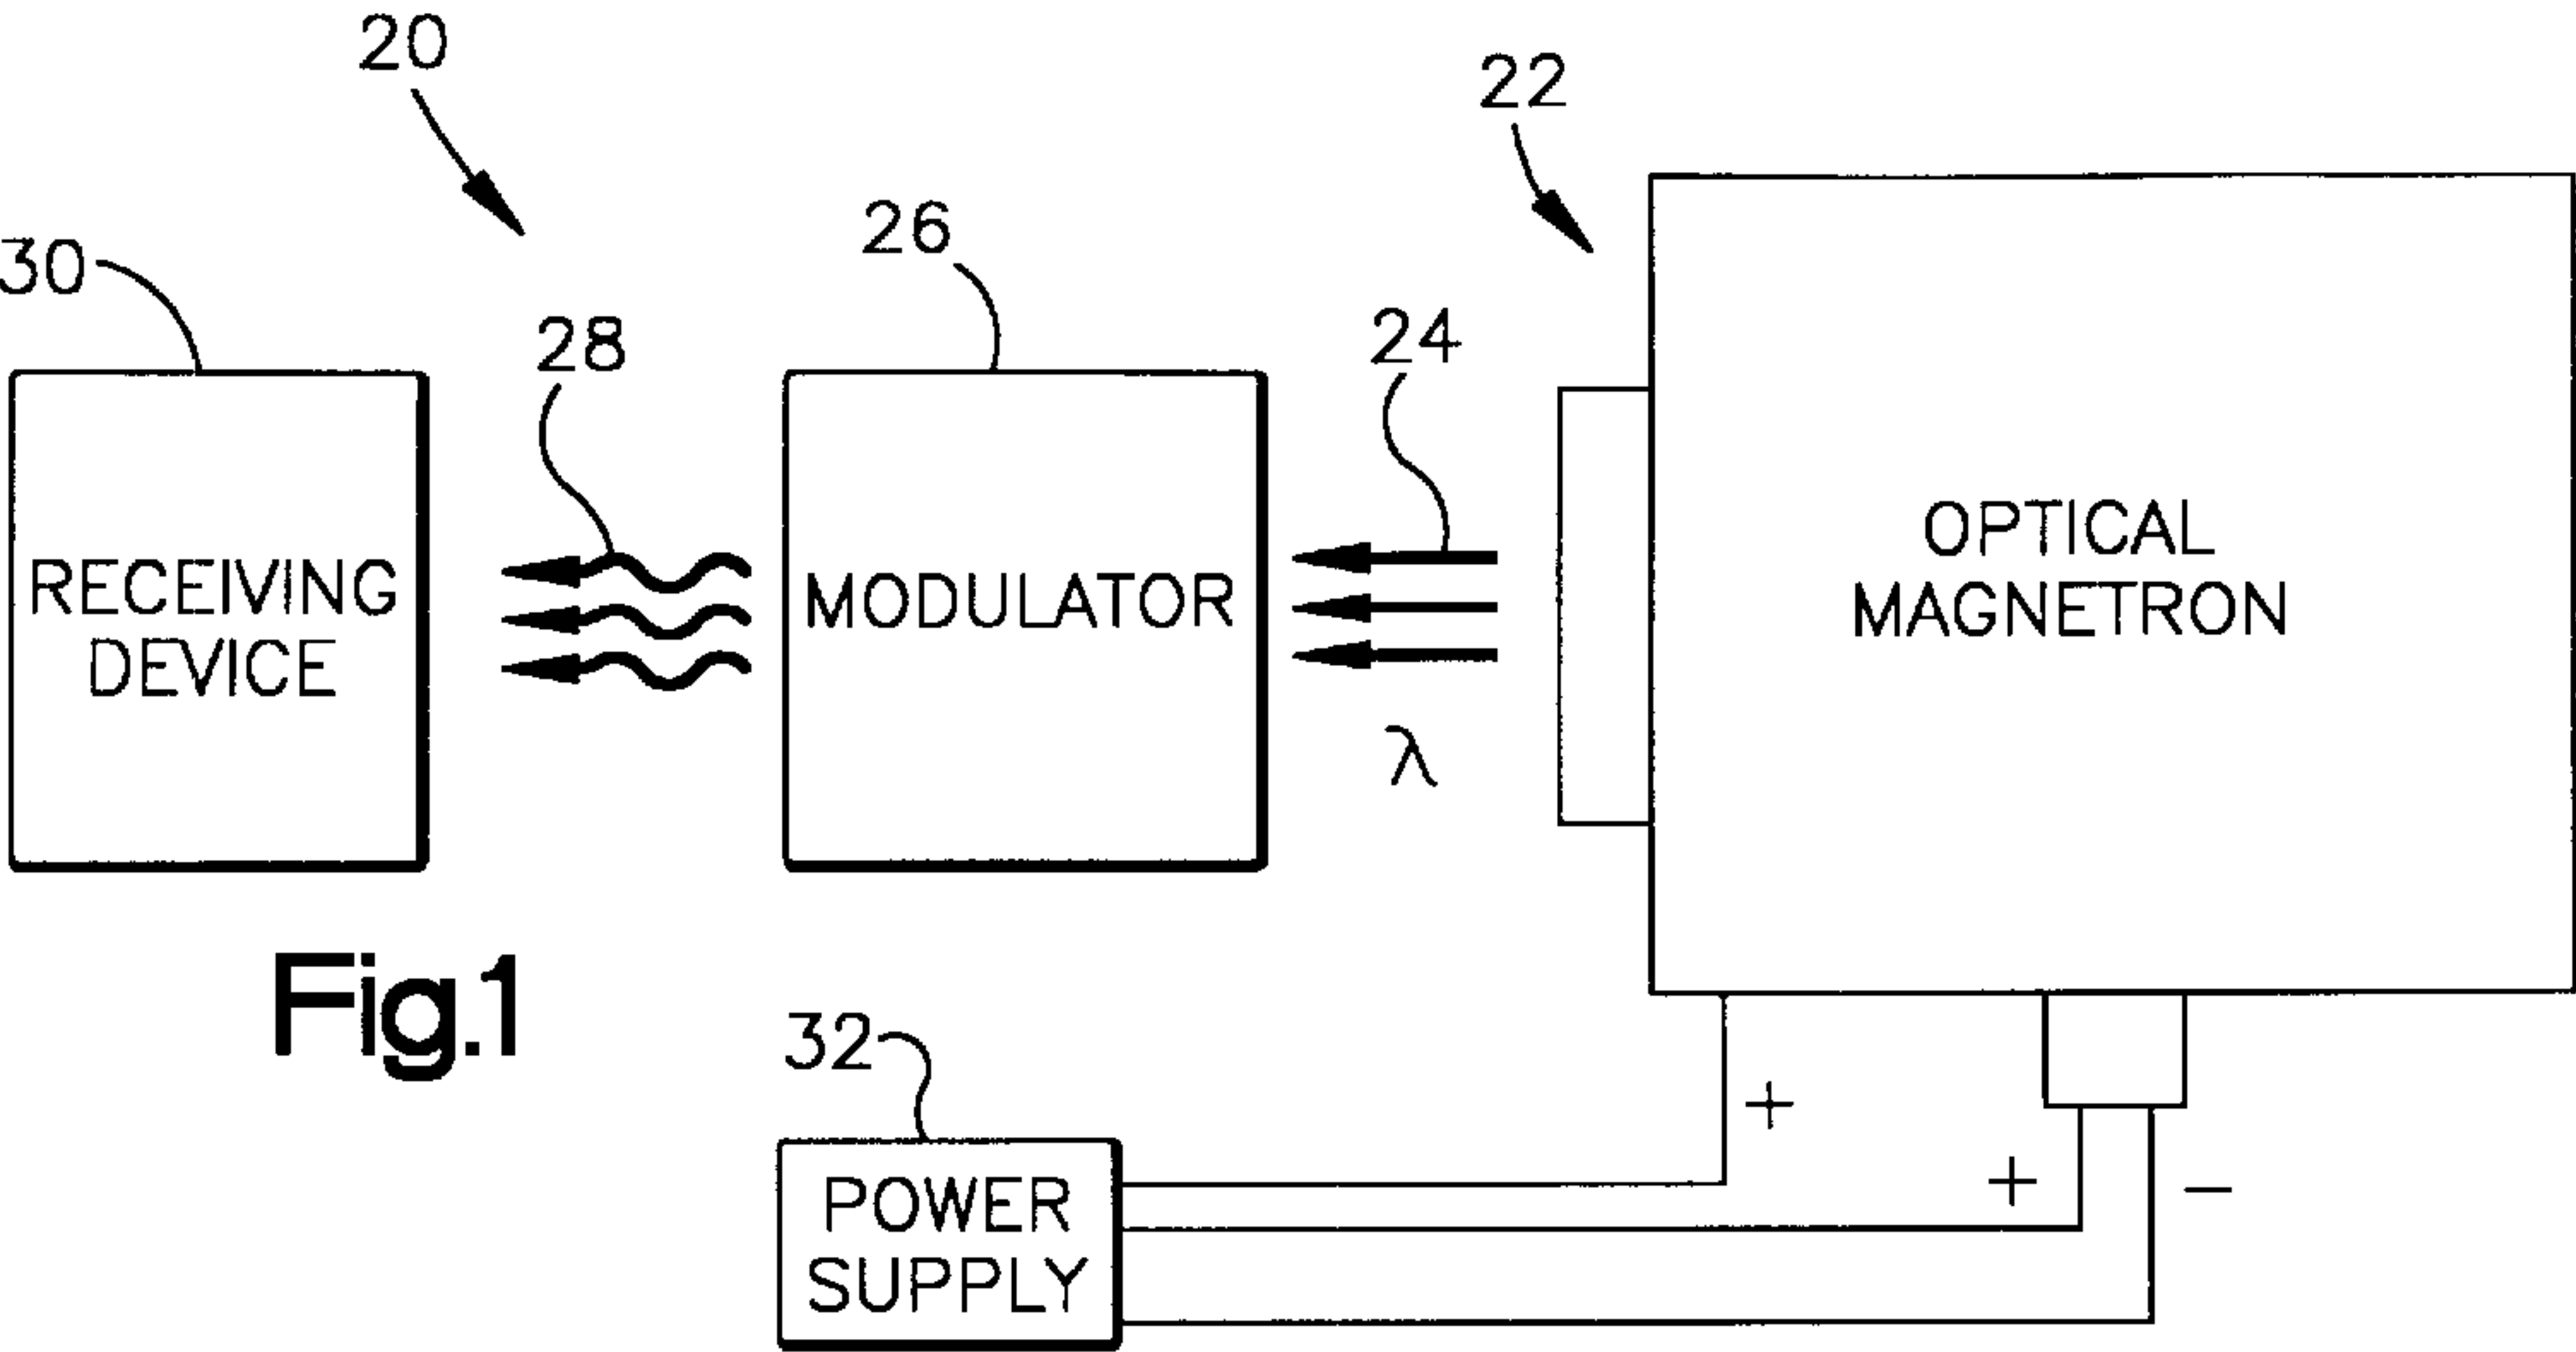 20
22
26
30
28
24
OPTICAL
MAGNETRON
RECEIVING
DEVICE
MODULATOR
λ
Fig.1
32
+
+
−
POWER
SUPPLY